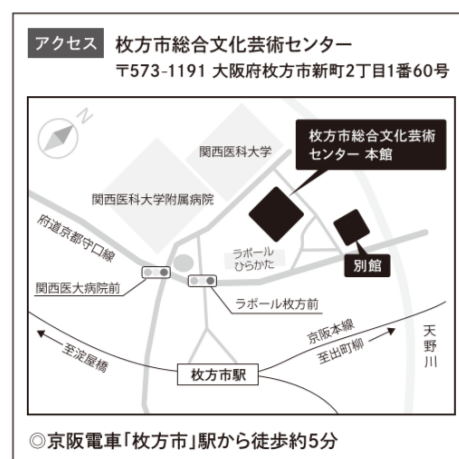 アクセス 枚方市総合文化芸術センター
〒573-1191 大阪府枚方市新町2丁目1番60号
N
枚方市総合文化芸術
センター 本館
関西医科大学
関西医科大学附属病院
府道京都守口線
ラポール
ひらかた
別館
関西医大病院前
ラポール枚方前
京阪本線
至出町柳
天野川
至淀屋橋
枚方市駅
◎京阪電車「枚方市」駅から徒歩約5分